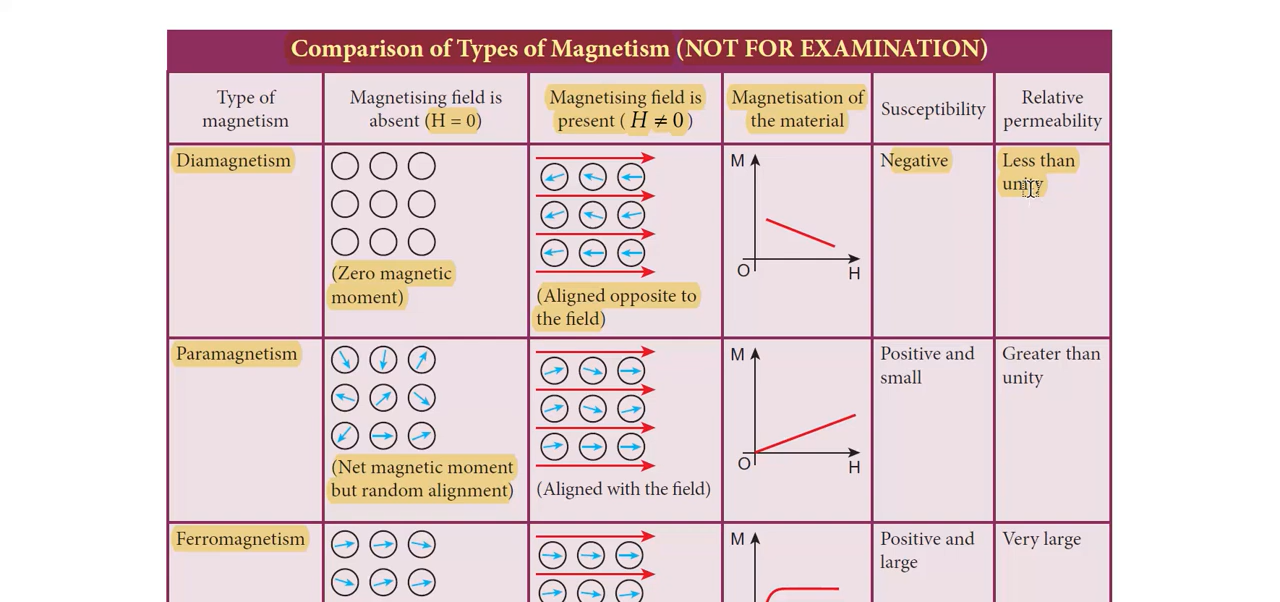 Comparison of Types of Magnetism (NOT FOR EXAMINATION)
Type of
magnetism
Magnetising field is
absent (H = 0)
Magnetising field is
present ( H ≠ 0 )
Magnetisation of
the material
Susceptibility
Relative
permeability
Diamagnetism
(Zero magnetic
moment)
(Aligned opposite to
the field)
M
O
H
Negative
Less than
unity
Paramagnetism
(Net magnetic moment
but random alignment)
(Aligned with the field)
M
O
H
Positive and
small
Greater than
unity
Ferromagnetism
M
Positive and
large
Very large